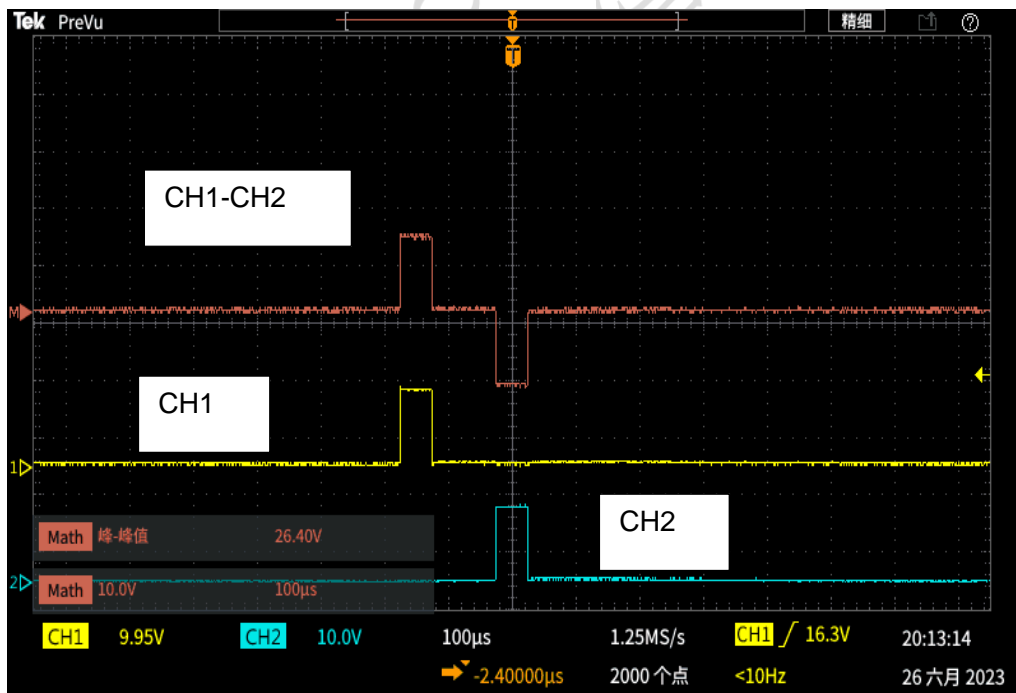 Tek PreVu
精细
T
T
CH1-CH2
M
CH1
1
CH2
Math 峰-峰值 26.40V
2
Math 10.0V 100µs
CH1 9.95V CH2 10.0V 100µs 1.25MS/s CH1 16.3V 20:13:14
-2.40000µs 2000 个点 <10Hz 26 六月 2023